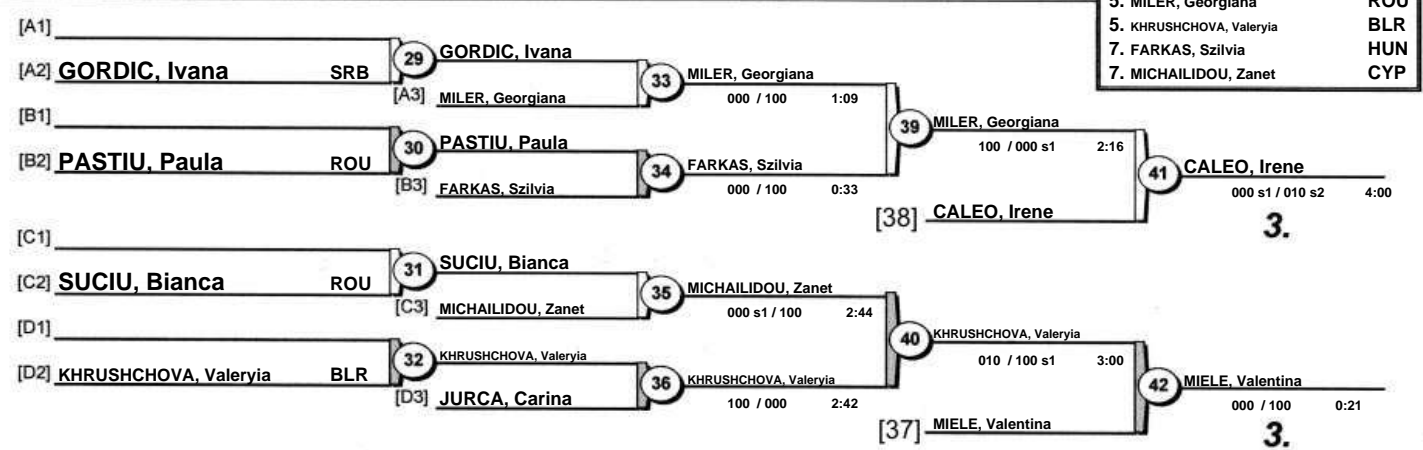 5. MILER, Georgiana ROU
5. KHRUSHCHOVA, Valeryia BLR
7. FARKAS, Szilvia HUN
7. MICHAILIDOU, Zanet CYP
[A1]
[A2] GORDIC, Ivana SRB
29 GORDIC, Ivana
[A3] MILER, Georgiana
33 MILER, Georgiana
000 / 100 1:09
[B1]
[B2] PASTIU, Paula ROU
30 PASTIU, Paula
[B3] FARKAS, Szilvia
34 FARKAS, Szilvia
000 / 100 0:33
39 MILER, Georgiana
100 / 000 s1 2:16
[38] CALEO, Irene
41 CALEO, Irene
000 s1 / 010 s2 4:00
3.
[C1]
[C2] SUCIU, Bianca ROU
31 SUCIU, Bianca
[C3] MICHAILIDOU, Zanet
35 MICHAILIDOU, Zanet
000 s1 / 100 2:44
[D1]
[D2] KHRUSHCHOVA, Valeryia BLR
32 KHRUSHCHOVA, Valeryia
[D3] JURCA, Carina
36 KHRUSHCHOVA, Valeryia
100 / 000 2:42
40 KHRUSHCHOVA, Valeryia
010 / 100 s1 3:00
[37] MIELE, Valentina
42 MIELE, Valentina
000 / 100 0:21
3.